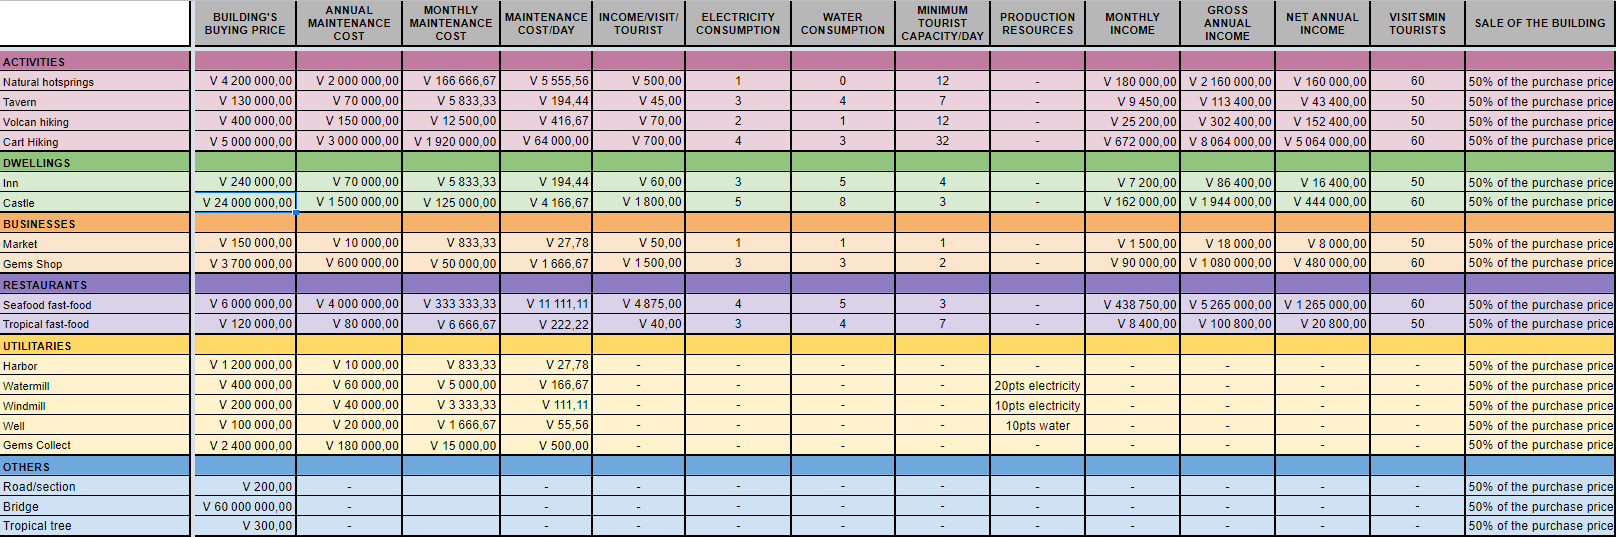 BUILDING'S BUYING PRICE ANNUAL MAINTENANCE COST MONTHLY MAINTENANCE COST MAINTENANCE COST/DAY INCOME/VISIT/TOURIST ELECTRICITY CONSUMPTION WATER CONSUMPTION MINIMUM TOURIST CAPACITY/DAY PRODUCTION RESOURCES MONTHLY INCOME GROSS ANNUAL INCOME NET ANNUAL INCOME VISITSMIN TOURISTS SALE OF THE BUILDING
ACTIVITIES
Natural hotsprings V 4 200 000,00 V 2 000 000,00 V 166 666,67 V 5 555,56 V 500,00 1 0 12 - V 180 000,00 V 2 160 000,00 V 160 000,00 60 50% of the purchase price
Tavern V 130 000,00 V 70 000,00 V 5 833,33 V 194,44 V 45,00 3 4 7 - V 9 450,00 V 113 400,00 V 43 400,00 50 50% of the purchase price
Volcan hiking V 400 000,00 V 150 000,00 V 12 500,00 V 416,67 V 70,00 2 1 12 - V 25 200,00 V 302 400,00 V 152 400,00 50 50% of the purchase price
Cart Hiking V 5 000 000,00 V 3 000 000,00 V 1 920 000,00 V 64 000,00 V 700,00 4 3 32 - V 672 000,00 V 8 064 000,00 V 5 064 000,00 60 50% of the purchase price
DWELLINGS
Inn V 240 000,00 V 70 000,00 V 5 833,33 V 194,44 V 60,00 3 5 4 - V 7 200,00 V 86 400,00 V 16 400,00 50 50% of the purchase price
Castle V 24 000 000,00 V 1 500 000,00 V 125 000,00 V 4 166,67 V 1 800,00 5 8 3 - V 162 000,00 V 1 944 000,00 V 444 000,00 60 50% of the purchase price
BUSINESSES
Market V 150 000,00 V 10 000,00 V 833,33 V 27,78 V 50,00 1 1 1 - V 1 500,00 V 18 000,00 V 8 000,00 50 50% of the purchase price
Gems Shop V 3 700 000,00 V 600 000,00 V 50 000,00 V 1 666,67 V 1 500,00 3 3 2 - V 90 000,00 V 1 080 000,00 V 480 000,00 60 50% of the purchase price
RESTAURANTS
Seafood fast-food V 6 000 000,00 V 4 000 000,00 V 333 333,33 V 11 111,11 V 4 875,00 4 5 3 - V 438 750,00 V 5 265 000,00 V 1 265 000,00 60 50% of the purchase price
Tropical fast-food V 120 000,00 V 80 000,00 V 6 666,67 V 222,22 V 40,00 3 4 7 - V 8 400,00 V 100 800,00 V 20 800,00 50 50% of the purchase price
UTILITARIES
Harbor V 1 200 000,00 V 10 000,00 V 833,33 V 27,78 - - - - - - - - - 50% of the purchase price
Watermill V 400 000,00 V 60 000,00 V 5 000,00 V 166,67 - - - - 20pts electricity - - - - 50% of the purchase price
Windmill V 200 000,00 V 40 000,00 V 3 333,33 V 111,11 - - - - 10pts electricity - - - - 50% of the purchase price
Well V 100 000,00 V 20 000,00 V 1 666,67 V 55,56 - - - - 10pts water - - - - 50% of the purchase price
Gems Collect V 2 400 000,00 V 180 000,00 V 15 000,00 V 500,00 - - - - - - - - - 50% of the purchase price
OTHERS
Road/section V 200,00 - - - - - - - - - - - 50% of the purchase price
Bridge V 60 000 000,00 - - - - - - - - - - - 50% of the purchase price
Tropical tree V 300,00 - - - - - - - - - - - 50% of the purchase price